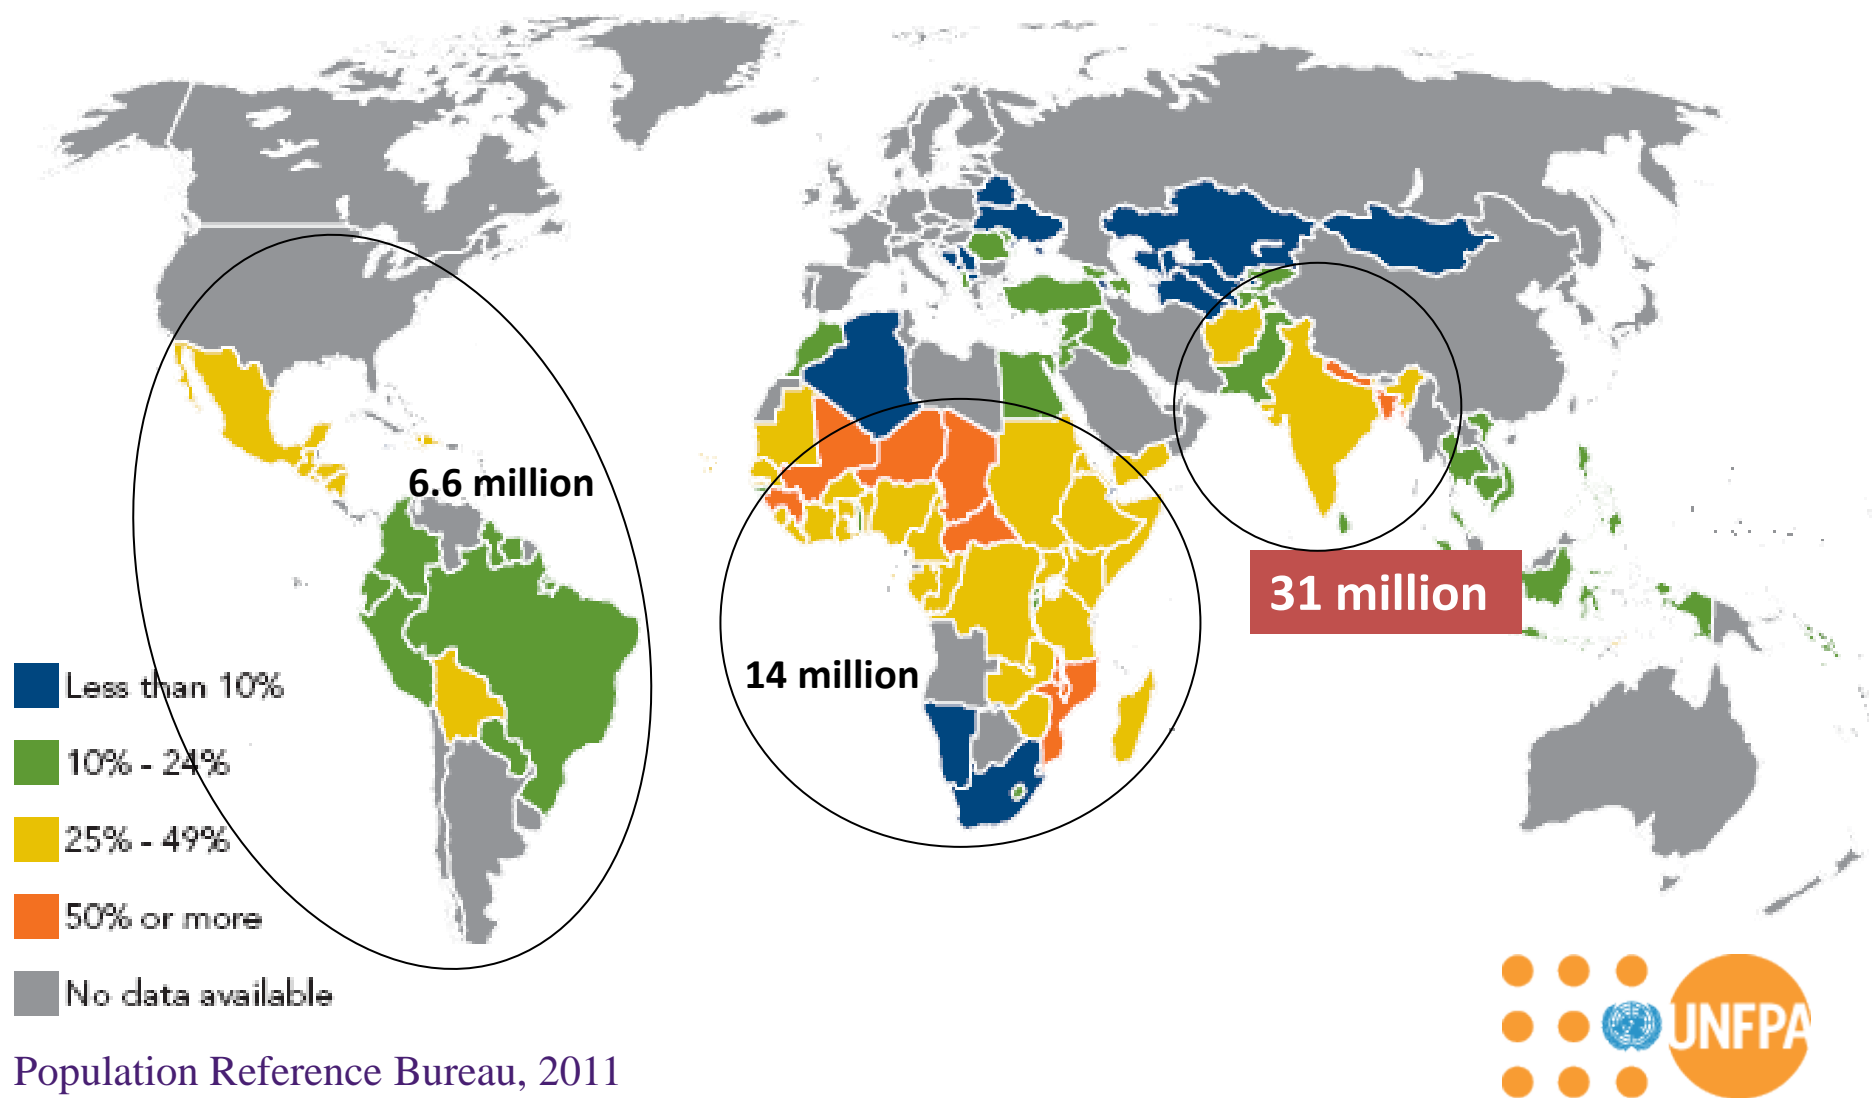 6.6 million
14 million
31 million
Less than 10%
10% - 24%
25% - 49%
50% or more
No data available
Population Reference Bureau, 2011
UNFPA